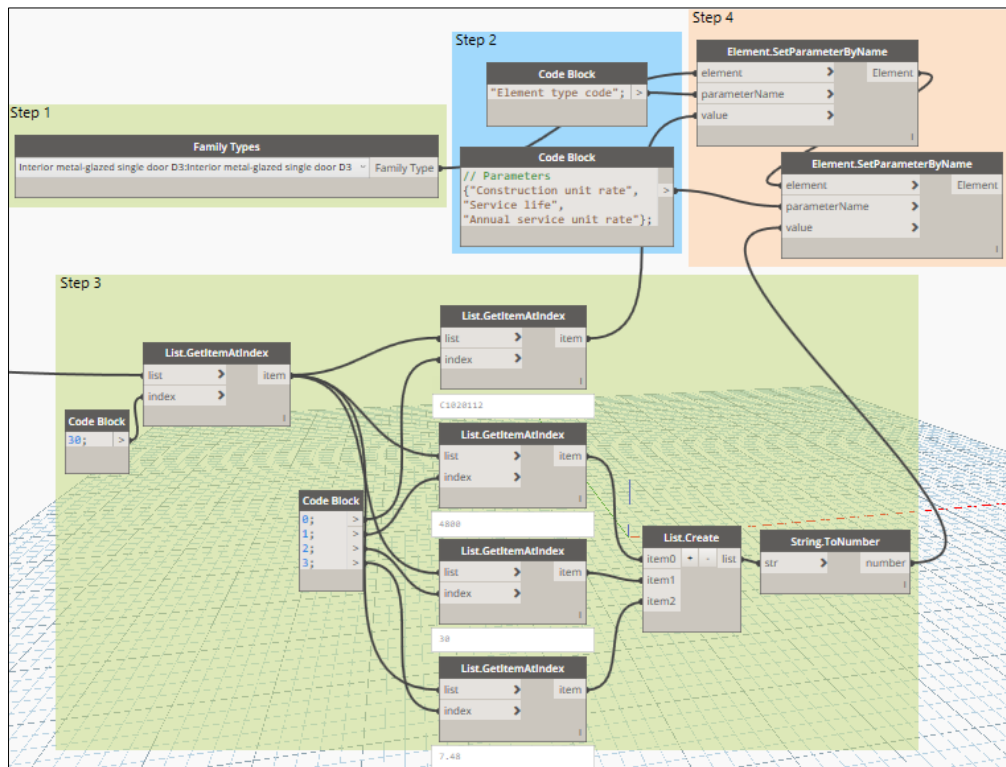 Step 1
Family Types
Interior metal-glazed single door D3:Interior metal-glazed single door D3
Family Type
Step 2
Code Block
"Element type code";
>
Code Block
// Parameters
{"Construction unit rate",
"Service life",
"Annual service unit rate"};
>
Step 4
Element.SetParameterByName
element > Element
parameterName >
value >
Element.SetParameterByName
element > Element
parameterName >
value >
Step 3
List.GetItemAtIndex
list > item
index >
Code Block
30; >
Code Block
0; >
1; >
2; >
3; >
List.GetItemAtIndex
list > item
index >
C1020112
List.GetItemAtIndex
list > item
index >
4800
List.GetItemAtIndex
list > item
index >
30
List.GetItemAtIndex
list > item
index >
7.48
List.Create
item0 + - list
item1
item2
String.ToNumber
str > number